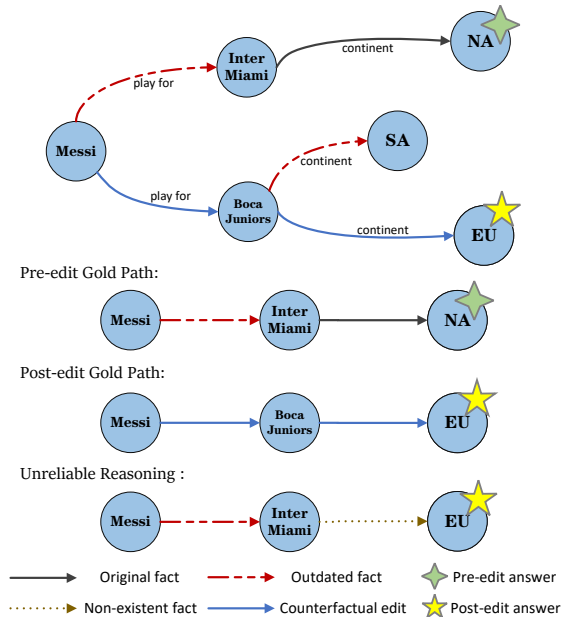 Inter
Miami
continent
NA
play for
Messi
SA
continent
play for
Boca
Juniors
continent
EU
Pre-edit Gold Path:
Messi
Inter
Miami
NA
Post-edit Gold Path:
Messi
Boca
Juniors
EU
Unreliable Reasoning :
Messi
Inter
Miami
EU
Original fact
Outdated fact
Pre-edit answer
Non-existent fact
Counterfactual edit
Post-edit answer